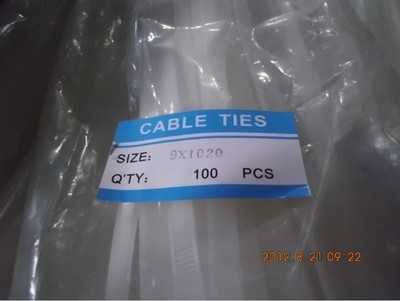 CABLE TIES
SIZE: 9X1020
Q'TY: 100 PCS
2012.8.21 09:22